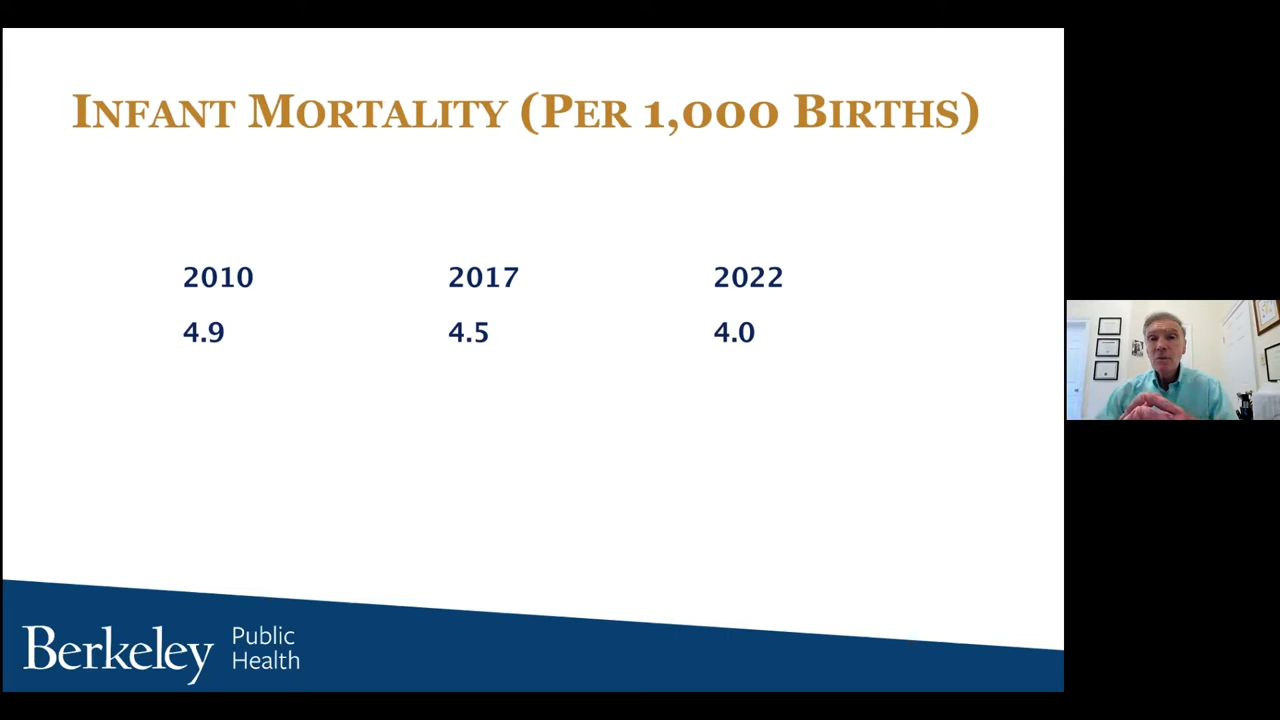 INFANT MORTALITY (PER 1,000 BIRTHS)
2010 2017 2022
4.9 4.5 4.0
Berkeley Public Health